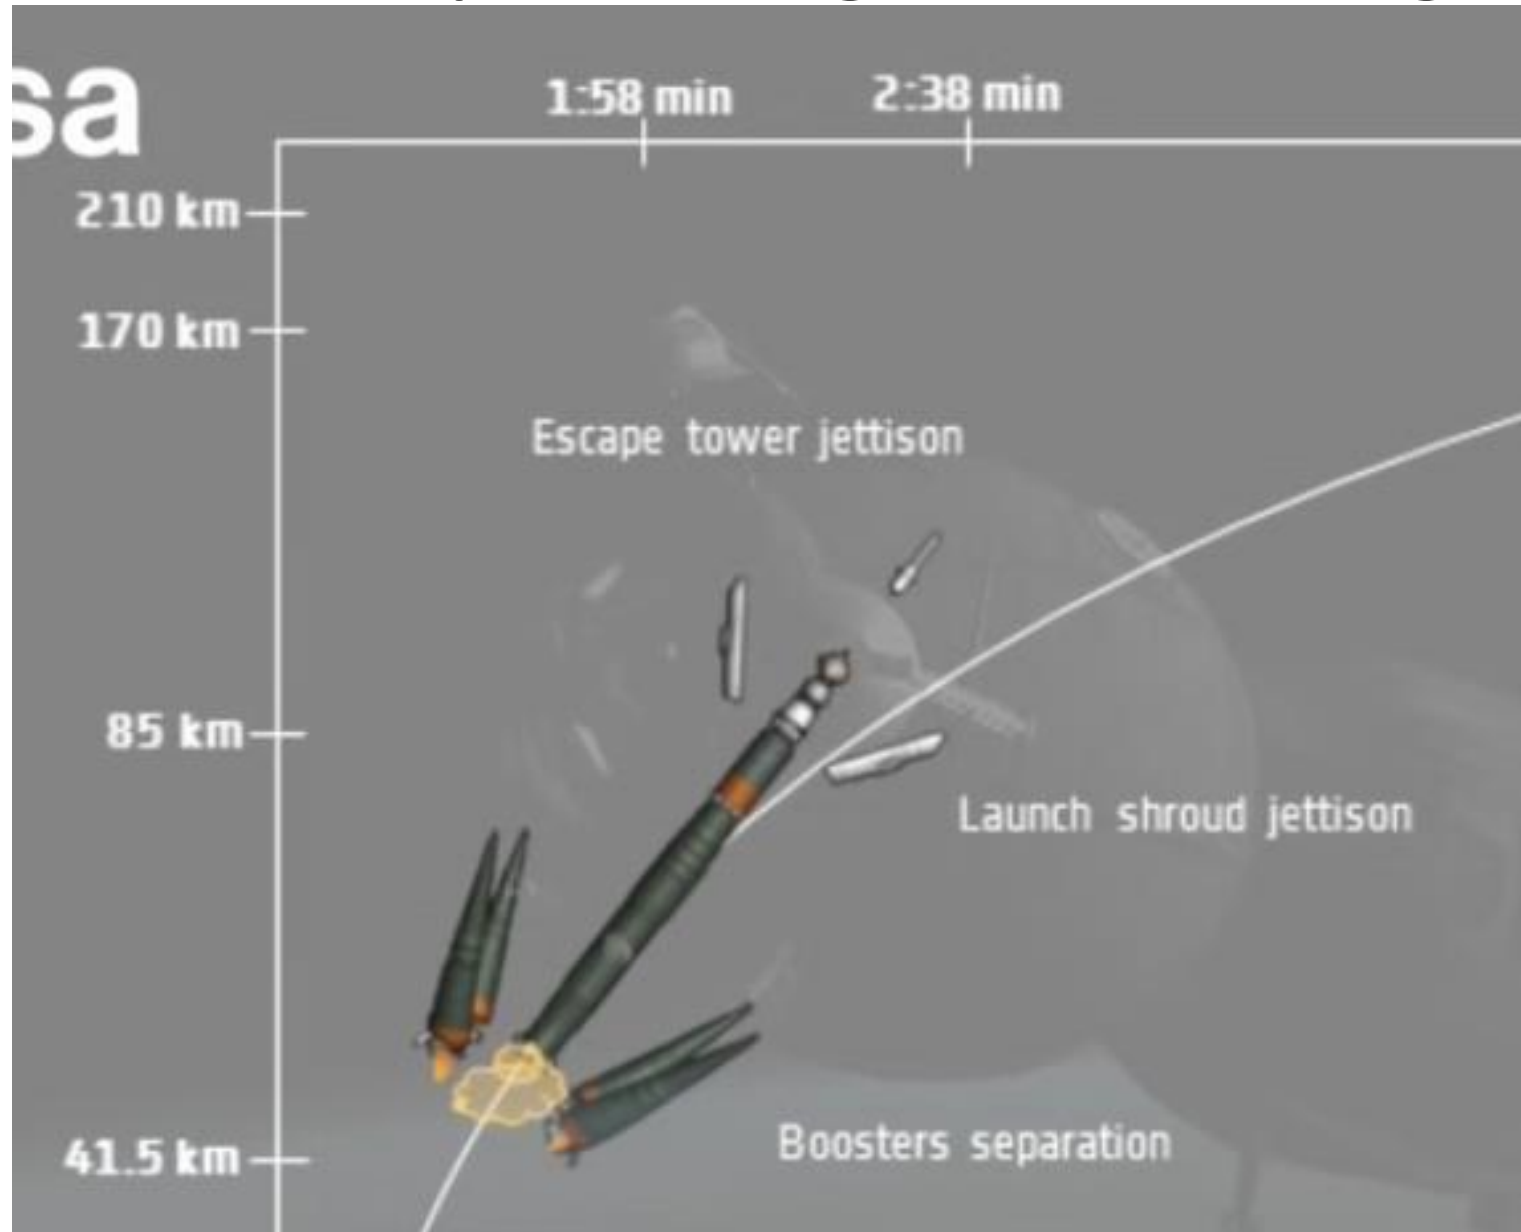 sa
1:58 min
2:38 min
210 km
170 km
Escape tower jettison
85 km
Launch shroud jettison
Boosters separation
41.5 km